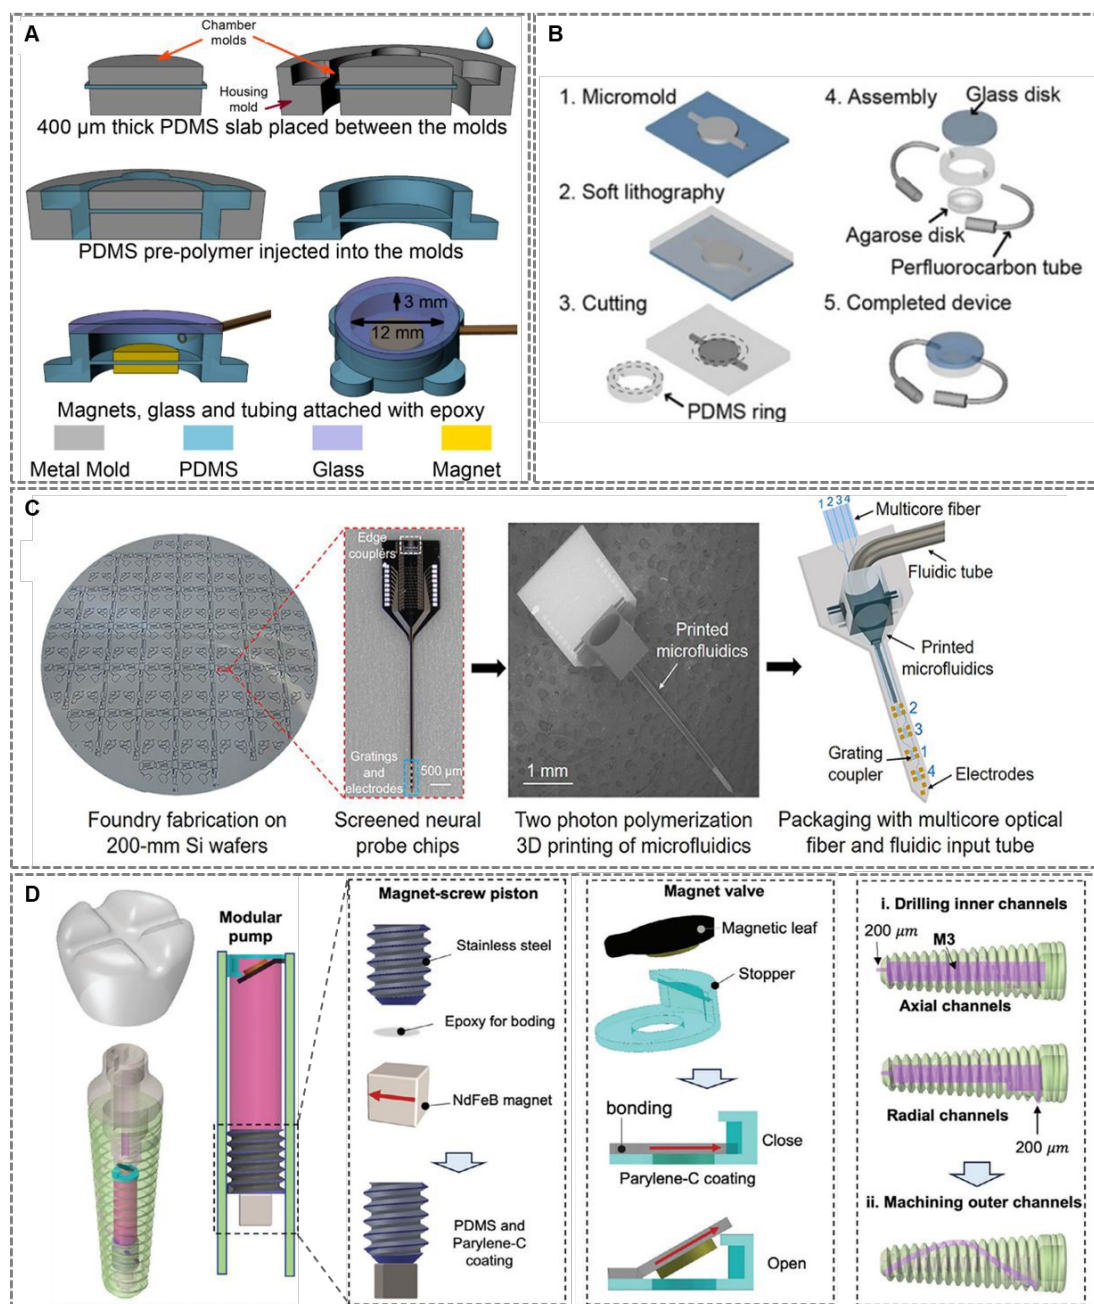 A
Chamber
molds
Housing
mold
400 μm thick PDMS slab placed between the molds
PDMS pre-polymer injected into the molds
3 mm
12 mm
Magnets, glass and tubing attached with epoxy
Metal Mold
PDMS
Glass
Magnet
B
1. Micromold
2. Soft lithography
3. Cutting
PDMS ring
4. Assembly
Glass disk
Agarose disk
Perfluorocarbon tube
5. Completed device
C
Edge
couplers
Gratings
and
electrodes
500 μm
Printed
microfluidics
1 mm
1 2 3 4
Multicore fiber
Fluidic tube
Printed
microfluidics
2
3
1
4
Grating
coupler
Electrodes
Foundry fabrication on
200-mm Si wafers
Screened neural
probe chips
Two photon polymerization
3D printing of microfluidics
Packaging with multicore optical
fiber and fluidic input tube
D
Modular
pump
Magnet-screw piston
Stainless steel
Epoxy for boding
NdFeB magnet
PDMS and
Parylene-C
coating
Magnet valve
Magnetic leaf
Stopper
bonding
Close
Parylene-C coating
Open
i. Drilling inner channels
200 μm
M3
Axial channels
Radial channels
200 μm
ii. Machining outer channels